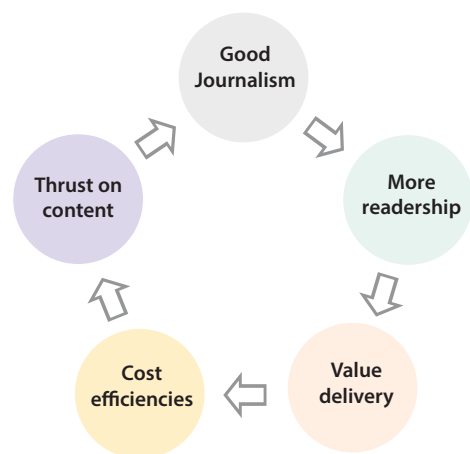 Good
Journalism
More
readership
Value
delivery
Cost
efficiencies
Thrust on
content